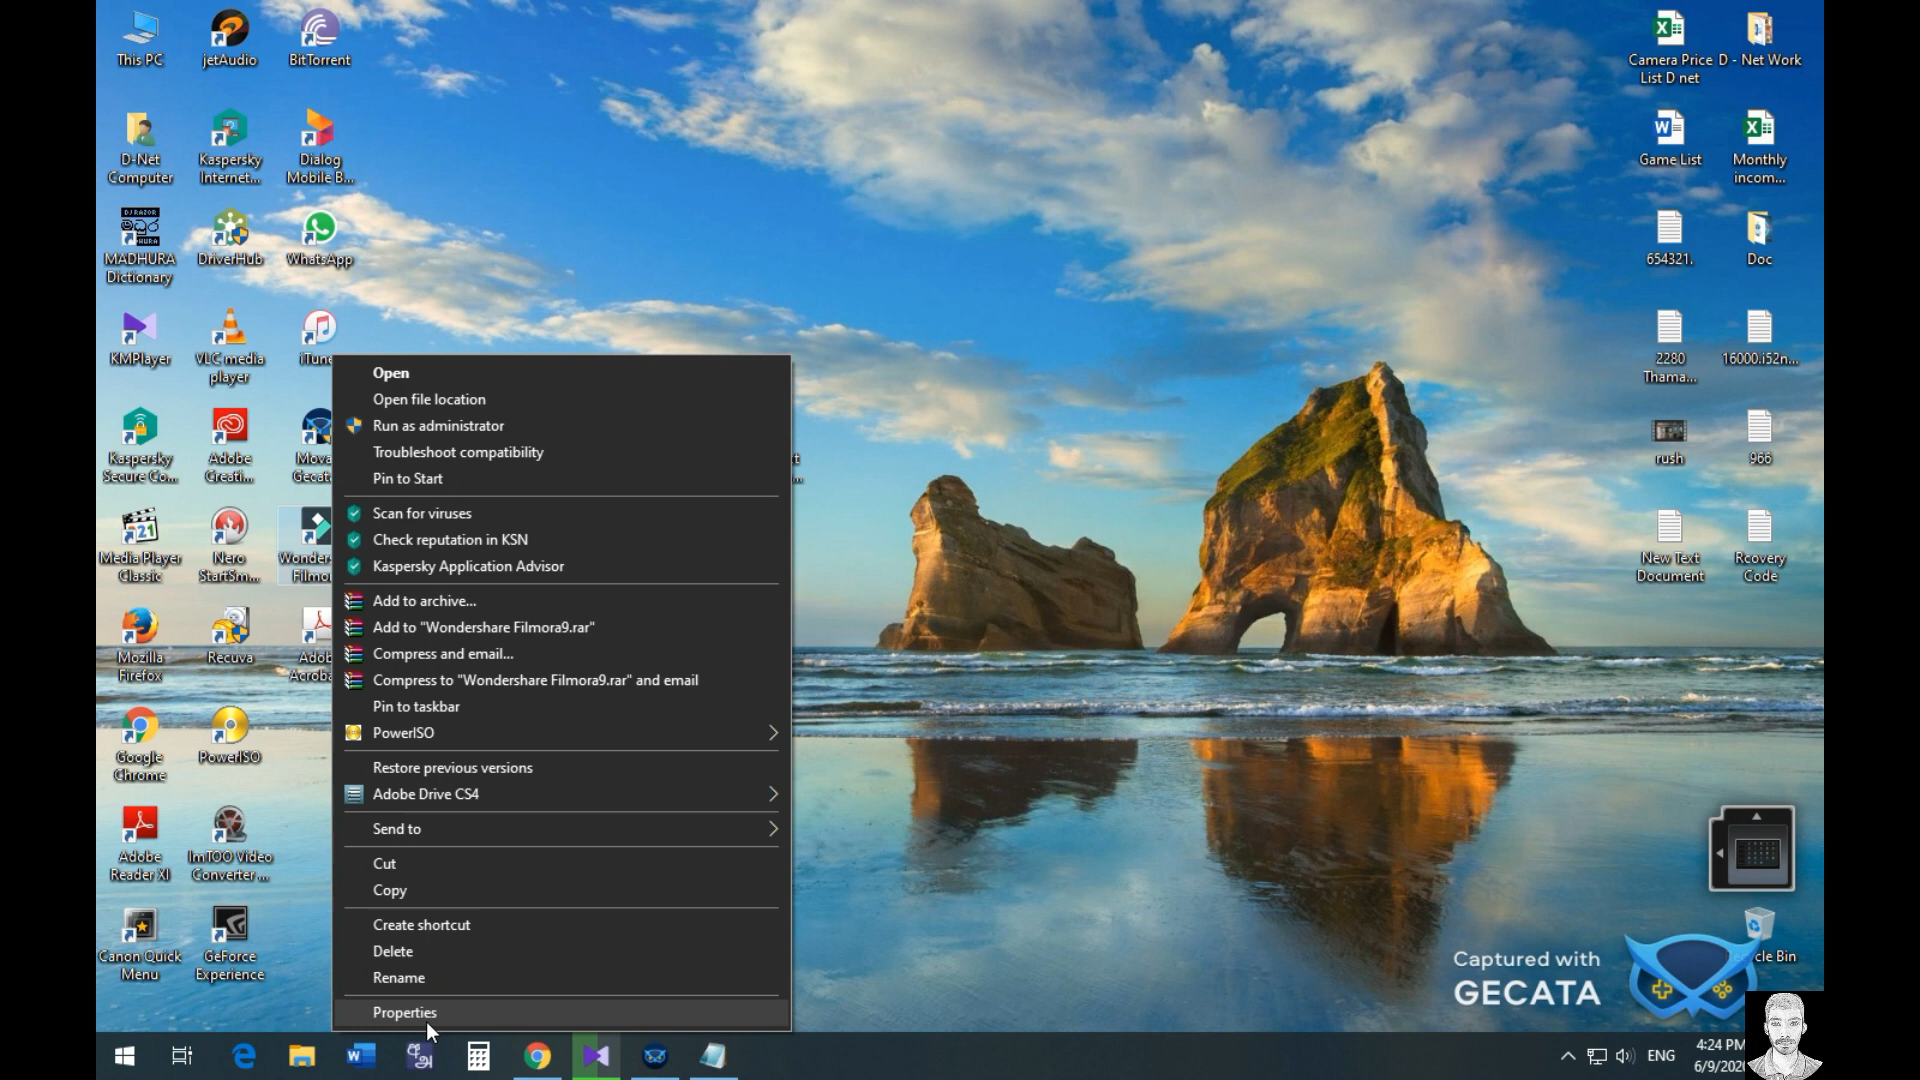 This PC
jetAudio
BitTorrent
D-Net
Computer
Kaspersky
Internet...
Dialog
Mobile B...
DJ RAZOR
MADHURA
Dictionary
DriverHub
WhatsApp
KMPlayer
VLC media
player
iTune
Kaspersky
Secure Co...
Adobe
Creati...
Mova
Gecat
321
Media Player
Classic
Nero
StartSm...
Wonders
Filmo
Mozilla
Firefox
Recuva
Adob
Acroba
Google
Chrome
PowerISO
Adobe
Reader XI
ImTOO Video
Converter ...
Canon Quick
Menu
GeForce
Experience
Open
Open file location
Run as administrator
Troubleshoot compatibility
Pin to Start
Scan for viruses
Check reputation in KSN
Kaspersky Application Advisor
Add to archive...
Add to "Wondershare Filmora9.rar"
Compress and email...
Compress to "Wondershare Filmora9.rar" and email
Pin to taskbar
PowerISO
Restore previous versions
Adobe Drive CS4
Send to
Cut
Copy
Create shortcut
Delete
Rename
Properties
Camera Price
List D net
D - Net Work
Game List
Monthly
incom...
654321.
Doc
2280
Thama...
16000.i52n...
rush
966
New Text
Document
Rcovery
Code
cle Bin
Captured with
GECATA
ENG
4:24 PM
6/9/202